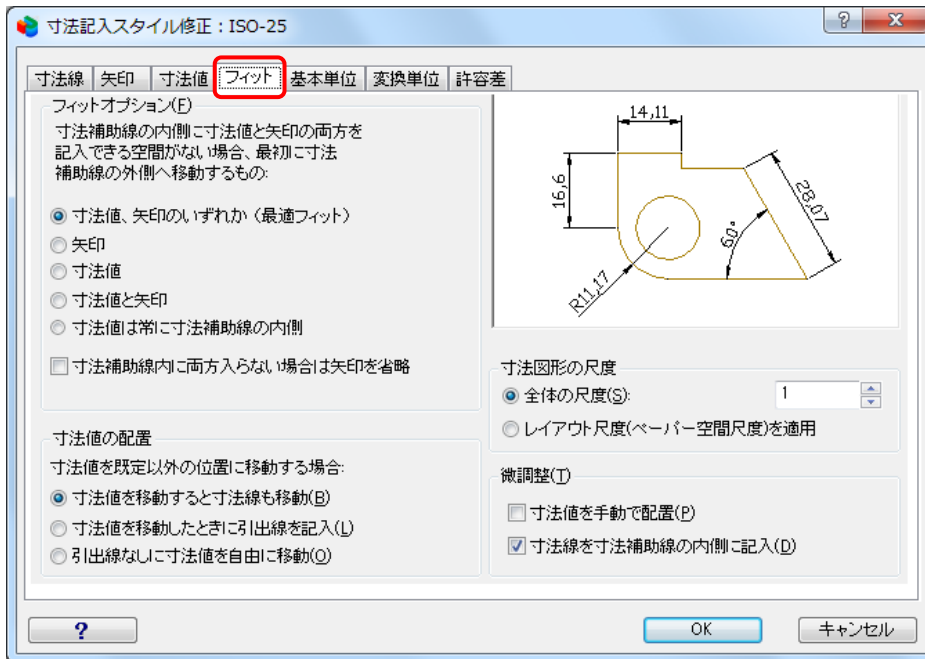 寸法記入スタイル修正：ISO-25
?
X
寸法線 矢印 寸法値 フィット 基本単位 変換単位 許容差
フィットオプション(F)
寸法補助線の内側に寸法値と矢印の両方を
記入できる空間がない場合、最初に寸法
補助線の外側へ移動するもの:
寸法値、矢印のいずれか（最適フィット）
矢印
寸法値
寸法値と矢印
寸法値は常に寸法補助線の内側
寸法補助線内に両方入らない場合は矢印を省略
寸法値の配置
寸法値を既定以外の位置に移動する場合:
寸法値を移動すると寸法線も移動(B)
寸法値を移動したときに引出線を記入(L)
引出線なしに寸法値を自由に移動(O)
14,11
16,6
28,07
60°
R11,17
寸法図形の尺度
全体の尺度(S): 1
レイアウト尺度(ペーパー空間尺度)を適用
微調整(T)
寸法値を手動で配置(P)
寸法線を寸法補助線の内側に記入(D)
? OK キャンセル